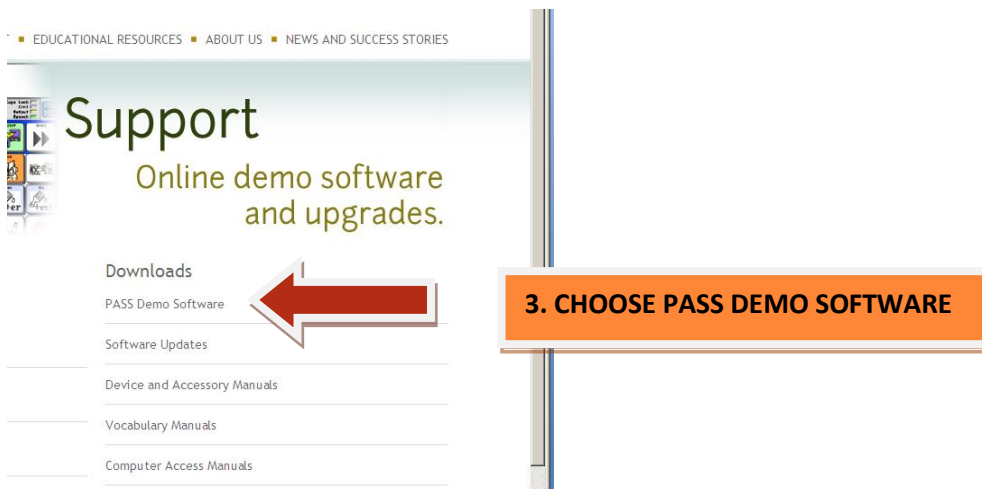 ▪ EDUCATIONAL RESOURCES ▪ ABOUT US ▪ NEWS AND SUCCESS STORIES
Support
Online demo software
and upgrades.
Downloads
PASS Demo Software
3. CHOOSE PASS DEMO SOFTWARE
Software Updates
Device and Accessory Manuals
Vocabulary Manuals
Computer Access Manuals